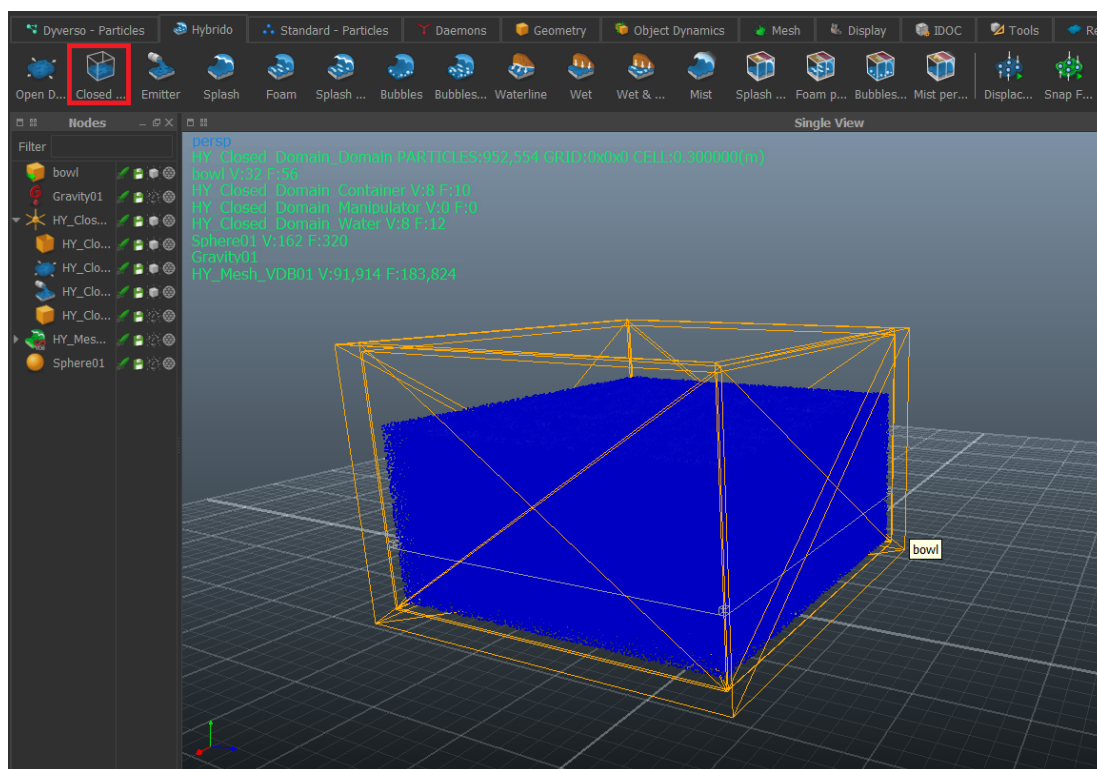 Dyverso - Particles Hybrido Standard - Particles Daemons Geometry Object Dynamics Mesh Display IDOC Tools Re
Open D... Closed ... Emitter Splash Foam Splash ... Bubbles Bubbles... Waterline Wet Wet & ... Mist Splash ... Foam p... Bubbles... Mist per... Displac... Snap F...
Nodes
Single View
Filter
bowl
Gravity01
HY_Clos...
HY_Clo...
HY_Clo...
HY_Clo...
HY_Clo...
HY_Mes...
Sphere01
persp
HY_Closed_Domain_Domain PARTICLES:952,554 GRID:0x0x0 CELL:0.300000(m)
bowl V:32 F:56
HY_Closed_Domain_Container V:8 F:10
HY_Closed_Domain_Manipulator V:0 F:0
HY_Closed_Domain_Water V:8 F:12
Sphere01 V:162 F:320
Gravity01
HY_Mesh_VDB01 V:91,914 F:183,824
bowl